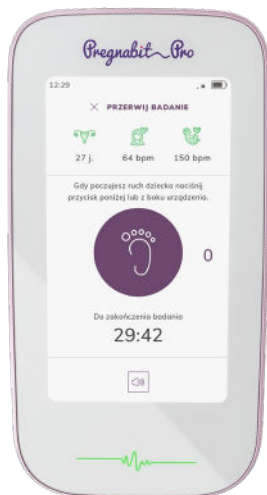 Pregnabit Pro
12:29
× PRZERWIJ BADANIE
27 j. 64 bpm 150 bpm
Gdy poczujesz ruch dziecka naciśnij
przycisk poniżej lub z boku urządzenia.
0
Do zakończenia badania
29:42